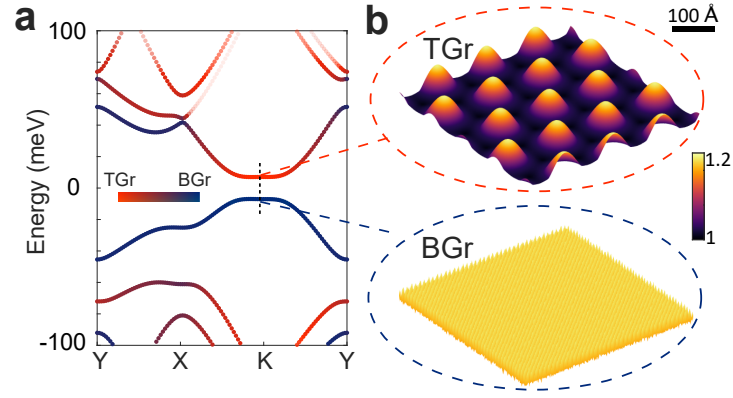 a
100
0
-100
Energy (meV)
TGr
BGr
Y
X
K
Y
b
TGr
100 Å
1.2
1
BGr